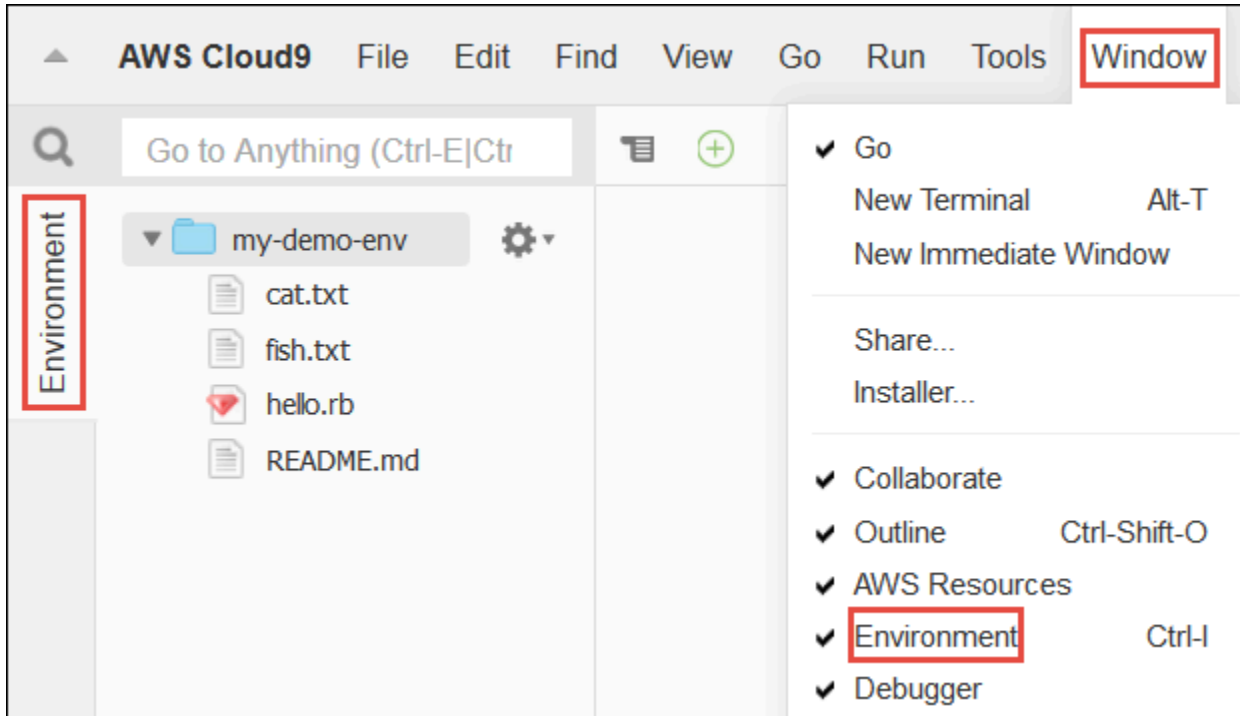 AWS Cloud9 File Edit Find View Go Run Tools Window
Go to Anything (Ctrl-E|Ctr
Environment
my-demo-env
cat.txt
fish.txt
hello.rb
README.md
Go
New Terminal Alt-T
New Immediate Window
Share...
Installer...
Collaborate
Outline Ctrl-Shift-O
AWS Resources
Environment Ctrl-I
Debugger